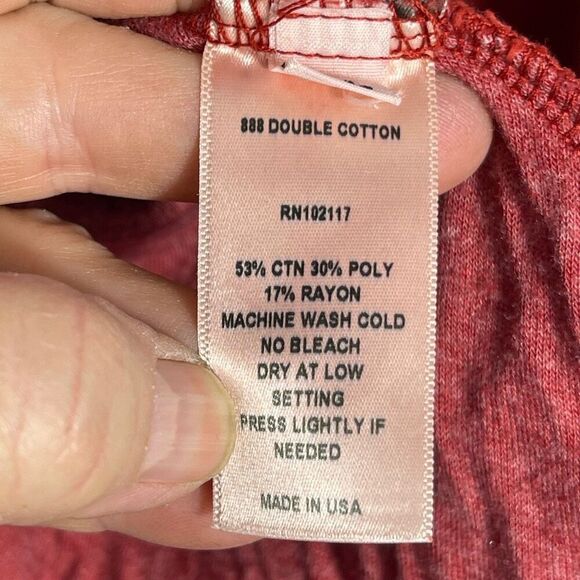 888 DOUBLE COTTON
RN102117
53% CTN 30% POLY
17% RAYON
MACHINE WASH COLD
NO BLEACH
DRY AT LOW
SETTING
PRESS LIGHTLY IF
NEEDED
MADE IN USA